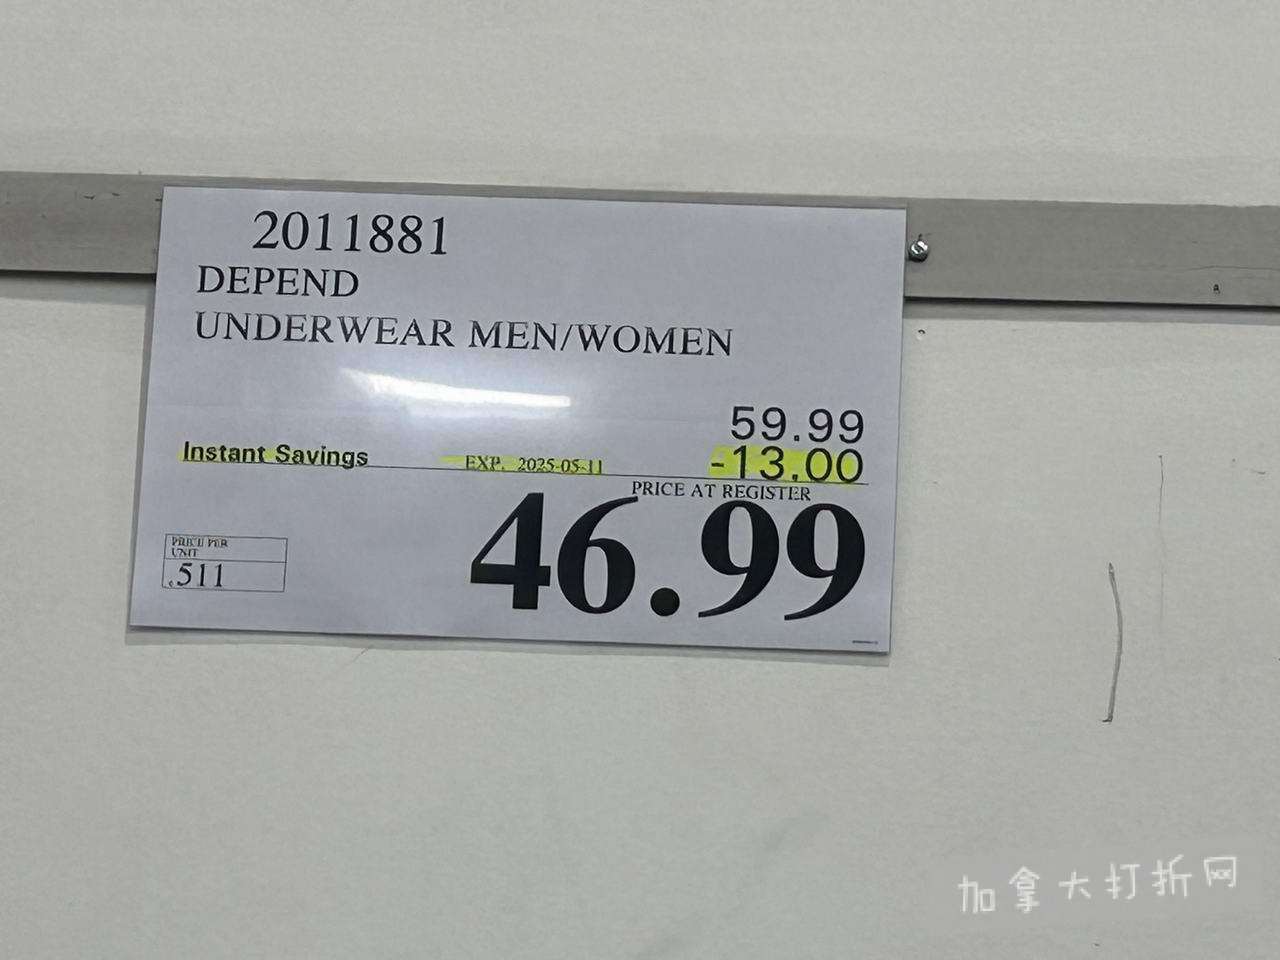 2011881
DEPEND
UNDERWEAR MEN/WOMEN
59.99
Instant Savings EXP. 2025-05-11 -13.00
PRICE AT REGISTER
46.99
PRICE PER
UNIT
.511
加拿大打折网